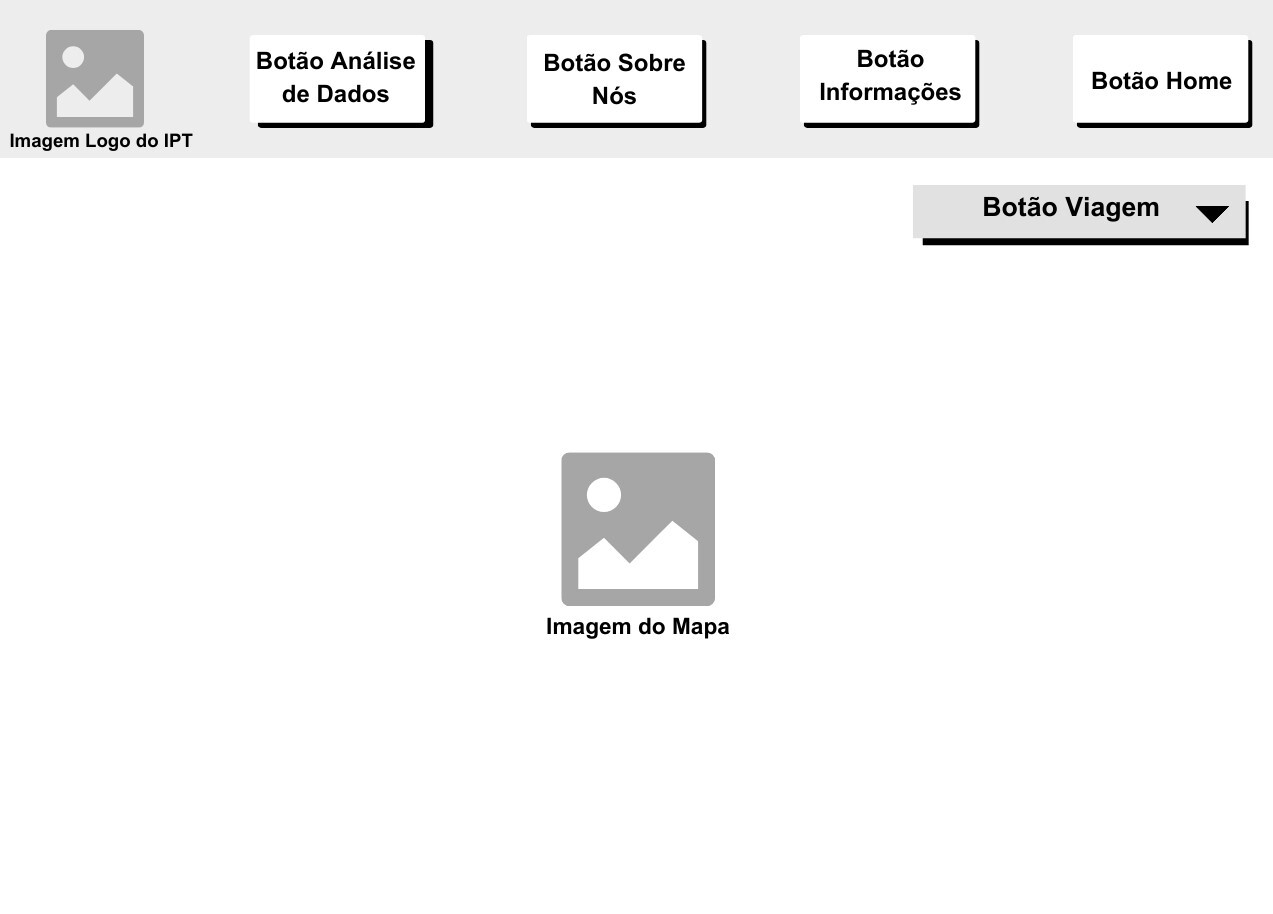 Botão Análise
de Dados
Botão Sobre
Nós
Botão
Informações
Botão Home
Imagem Logo do IPT
Botão Viagem
Imagem do Mapa